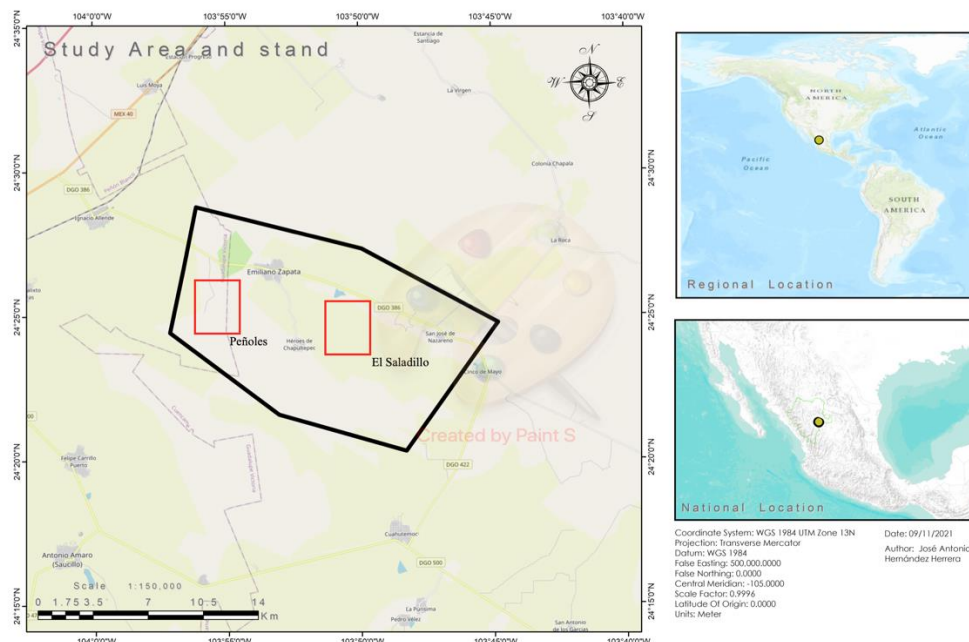 104°0'0"W 103°55'0"W 103°50'0"W 103°45'0"W 103°40'0"W
Study Area and stand
24°35'0"N
24°30'0"N
24°25'0"N
24°20'0"N
24°15'0"N
24°30'0"N
24°25'0"N
24°20'0"N
24°15'0"N
N
W E
S
Estancia de
Santiago
Luis Moya
La Virgen
MEX 40
Colonia Chapala
DGO 386
Ignacio Allende
La Boca
Emiliano Zapata
DGO 386
San José de
Nazareno
Peñoles
Héroes de
Chapultepec
El Saladillo
Cinco de Mayo
Created by Paint S
DGO 422
Felipe Carrillo
Puerto
Guadalupe Victoria
Cuauhtémoc
Antonio Amaro
(Saucillo)
DGO 500
La Purísima
Pedro Vélez
San Antonio
Scale 1:150,000
0 1.75 3.5 7 10.5 14
Km
104°0'0"W 103°55'0"W 103°50'0"W 103°45'0"W 103°40'0"W
NORTH
AMERICA
Atlantic
Ocean
Pacific
Ocean
SOUTH
AMERICA
Regional Location
National Location
Coordinate System: WGS 1984 UTM Zone 13N
Projection: Transverse Mercator
Datum: WGS 1984
False Easting: 500,000.0000
False Northing: 0.0000
Central Meridian: -105.0000
Scale Factor: 0.9996
Latitude Of Origin: 0.0000
Units: Meter
Date: 09/11/2021
Author: José Antonio
Hernández Herrera